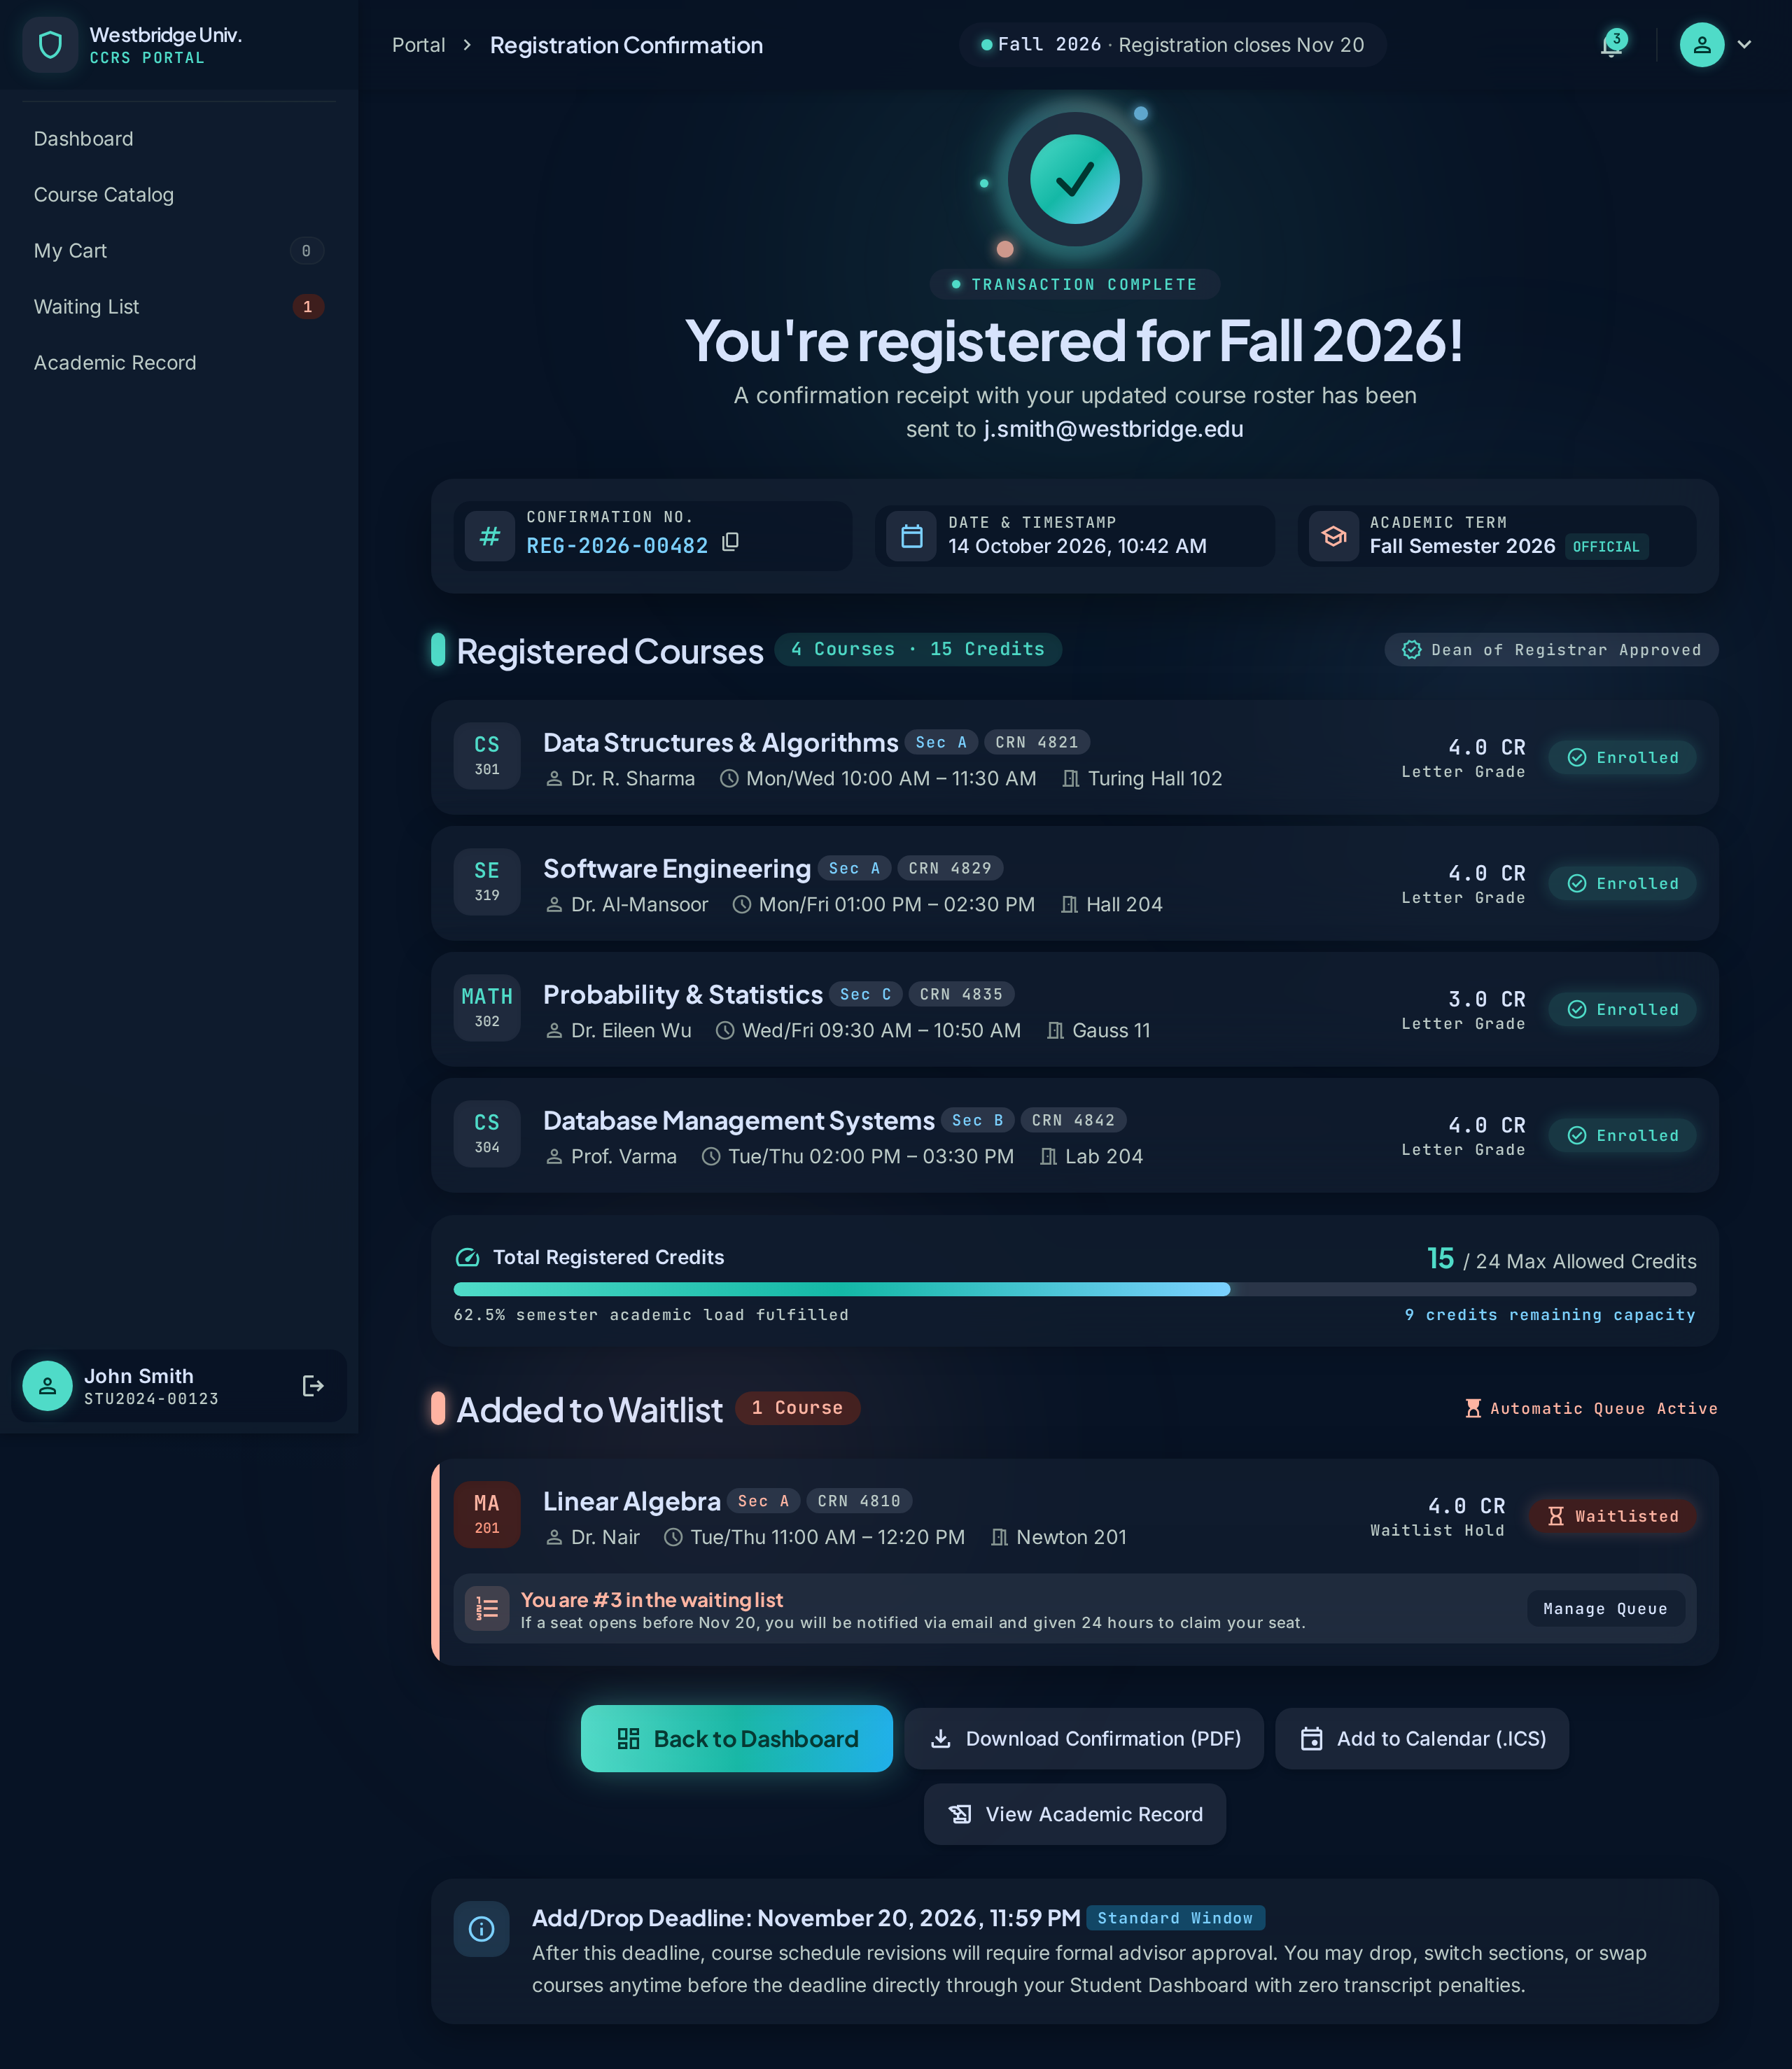 Westbridge Univ.
CCRS PORTAL
Portal > Registration Confirmation
Fall 2026 · Registration closes Nov 20
3
Dashboard
Course Catalog
My Cart 0
Waiting List 1
Academic Record
John Smith
STU2024-00123
TRANSACTION COMPLETE
You're registered for Fall 2026!
A confirmation receipt with your updated course roster has been
sent to j.smith@westbridge.edu
CONFIRMATION NO.
REG-2026-00482
DATE & TIMESTAMP
14 October 2026, 10:42 AM
ACADEMIC TERM
Fall Semester 2026 OFFICIAL
Registered Courses 4 Courses · 15 Credits
Dean of Registrar Approved
CS
301
Data Structures & Algorithms Sec A CRN 4821
Dr. R. Sharma Mon/Wed 10:00 AM – 11:30 AM Turing Hall 102
4.0 CR
Letter Grade
Enrolled
SE
319
Software Engineering Sec A CRN 4829
Dr. Al-Mansoor Mon/Fri 01:00 PM – 02:30 PM Hall 204
4.0 CR
Letter Grade
Enrolled
MATH
302
Probability & Statistics Sec C CRN 4835
Dr. Eileen Wu Wed/Fri 09:30 AM – 10:50 AM Gauss 11
3.0 CR
Letter Grade
Enrolled
CS
304
Database Management Systems Sec B CRN 4842
Prof. Varma Tue/Thu 02:00 PM – 03:30 PM Lab 204
4.0 CR
Letter Grade
Enrolled
Total Registered Credits
15 / 24 Max Allowed Credits
62.5% semester academic load fulfilled
9 credits remaining capacity
Added to Waitlist 1 Course
Automatic Queue Active
MA
201
Linear Algebra Sec A CRN 4810
Dr. Nair Tue/Thu 11:00 AM – 12:20 PM Newton 201
4.0 CR
Waitlist Hold
Waitlisted
You are #3 in the waiting list
If a seat opens before Nov 20, you will be notified via email and given 24 hours to claim your seat.
Manage Queue
Back to Dashboard
Download Confirmation (PDF)
Add to Calendar (.ICS)
View Academic Record
Add/Drop Deadline: November 20, 2026, 11:59 PM Standard Window
After this deadline, course schedule revisions will require formal advisor approval. You may drop, switch sections, or swap
courses anytime before the deadline directly through your Student Dashboard with zero transcript penalties.